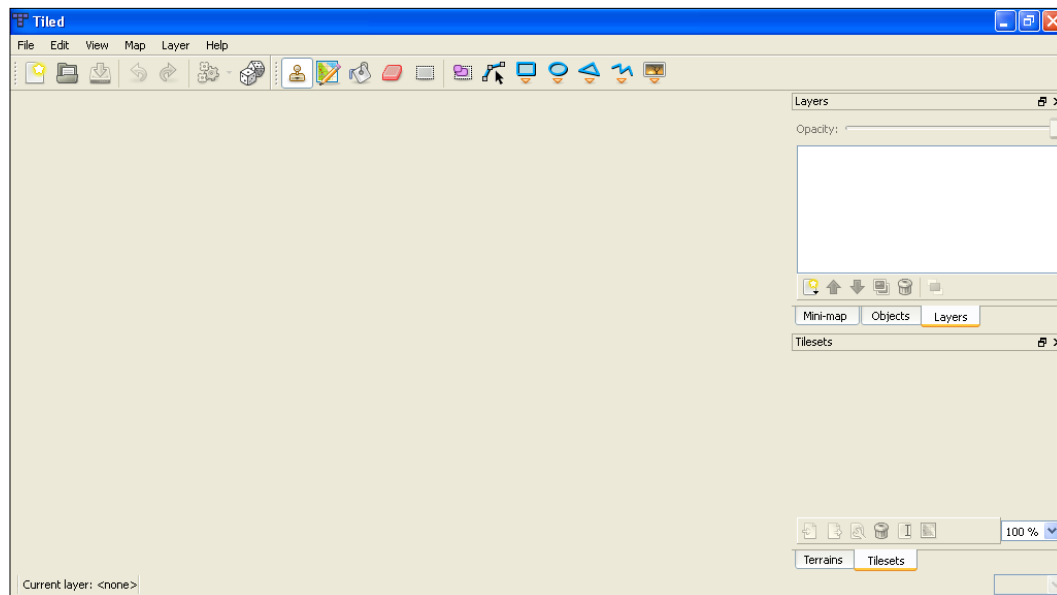 Tiled
File Edit View Map Layer Help
Layers
Opacity:
Mini-map Objects Layers
Tilesets
100 %
Terrains Tilesets
Current layer: <none>